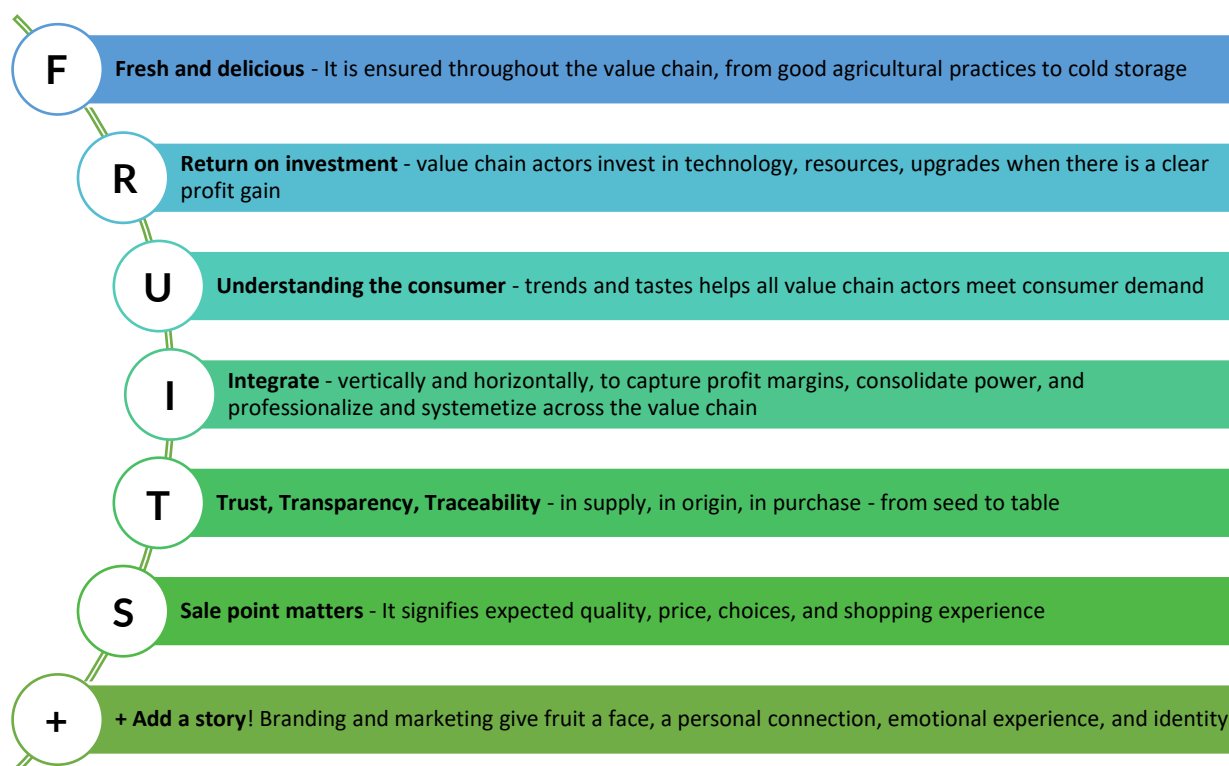 F
Fresh and delicious - It is ensured throughout the value chain, from good agricultural practices to cold storage
R
Return on investment - value chain actors invest in technology, resources, upgrades when there is a clear
profit gain
U
Understanding the consumer - trends and tastes helps all value chain actors meet consumer demand
I
Integrate - vertically and horizontally, to capture profit margins, consolidate power, and
professionalize and systemetize across the value chain
T
Trust, Transparency, Traceability - in supply, in origin, in purchase - from seed to table
S
Sale point matters - It signifies expected quality, price, choices, and shopping experience
+
+ Add a story! Branding and marketing give fruit a face, a personal connection, emotional experience, and identity